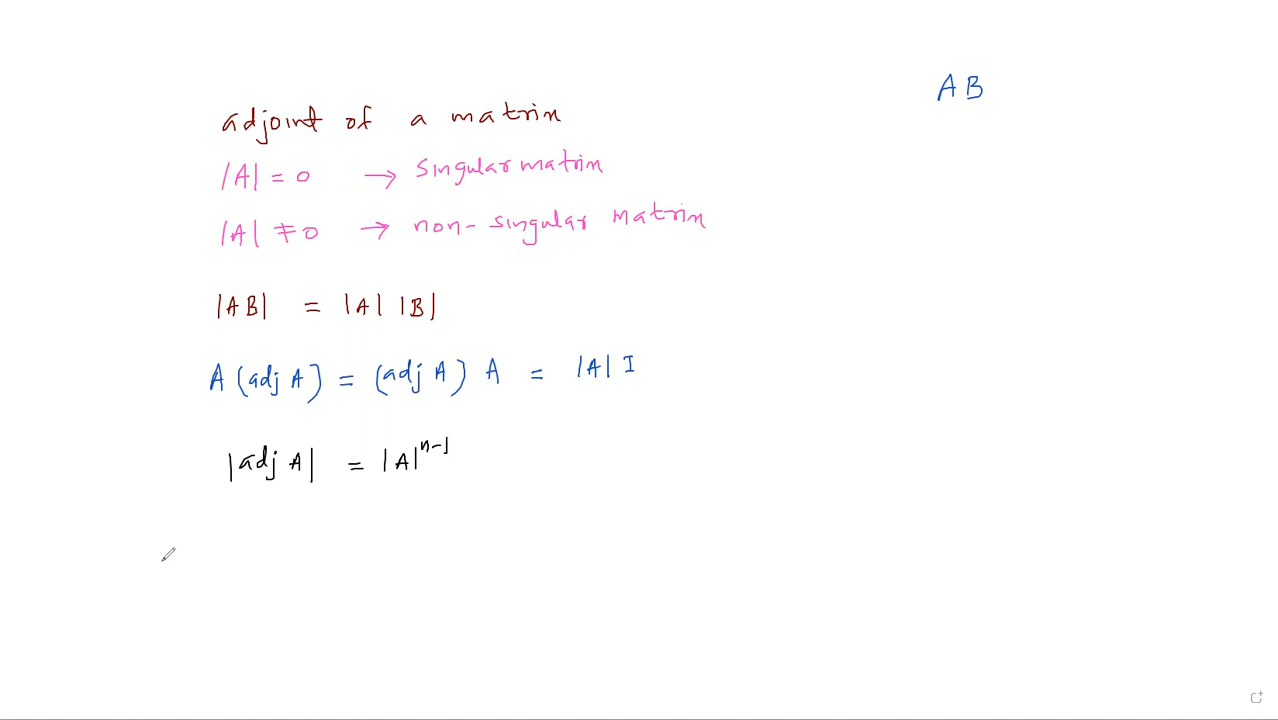 AB
adjoint of a matrix
|A| = 0 → singular matrix
|A| ≠ 0 → non-singular matrix
|AB| = |A| |B|
A (adj A) = (adj A) A = |A| I
|adj A| = |A|^{n-1}